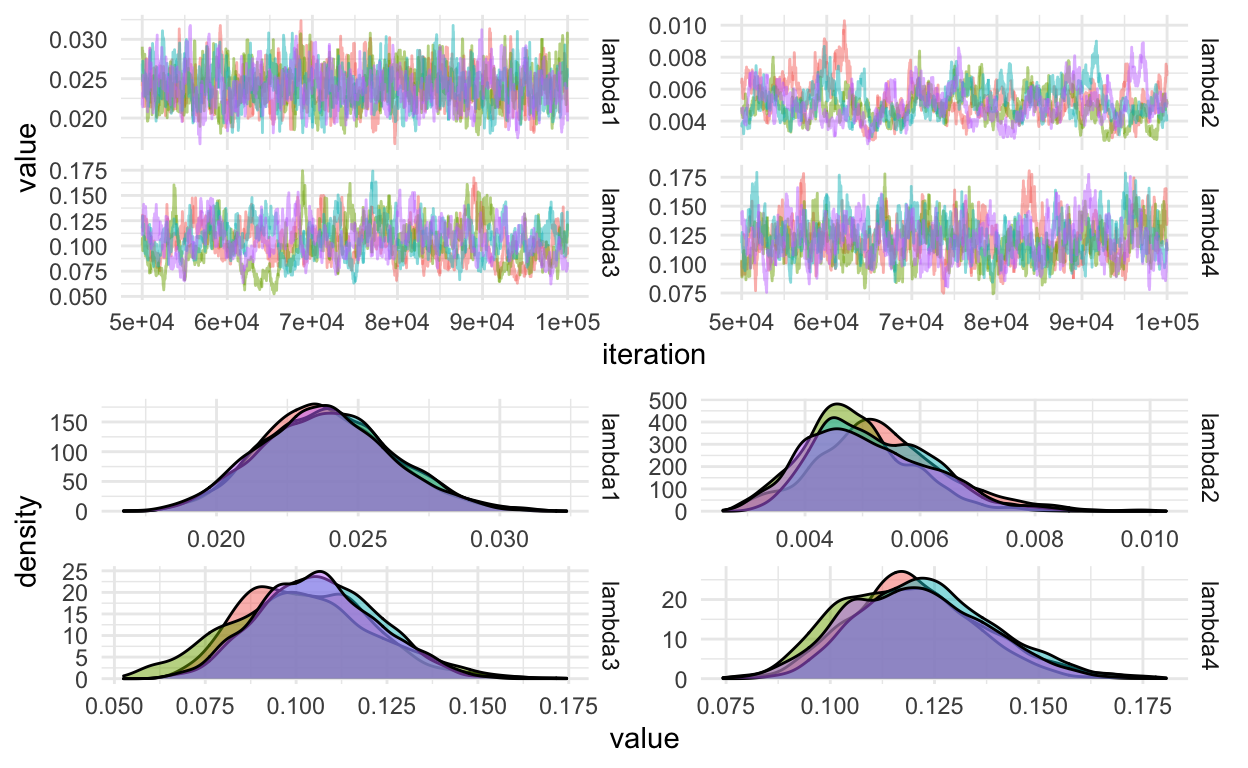 0.030
0.025
0.020
lambda1
0.010
0.008
0.006
0.004
lambda2
value
0.175
0.150
0.125
0.100
0.075
0.050
lambda3
0.175
0.150
0.125
0.100
0.075
lambda4
5e+04 6e+04 7e+04 8e+04 9e+04 1e+05
5e+04 6e+04 7e+04 8e+04 9e+04 1e+05
iteration
150
100
50
0
lambda1
0.020 0.025 0.030
500
400
300
200
100
0
lambda2
0.004 0.006 0.008 0.010
density
25
20
15
10
5
0
lambda3
0.050 0.075 0.100 0.125 0.150 0.175
20
10
0
lambda4
0.075 0.100 0.125 0.150 0.175
value